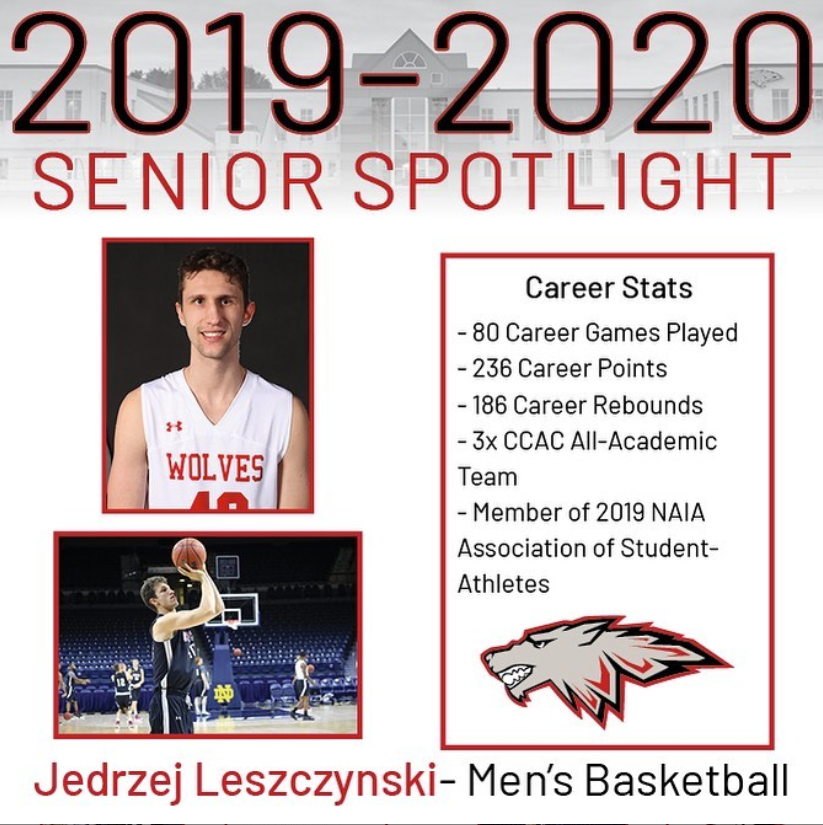 2019-2020
SENIOR SPOTLIGHT
Career Stats
- 80 Career Games Played
- 236 Career Points
- 186 Career Rebounds
- 3x CCAC All-Academic
Team
- Member of 2019 NAIA
Association of Student-
Athletes
WOLVES
ND
Jedrzej Leszczynski- Men's Basketball